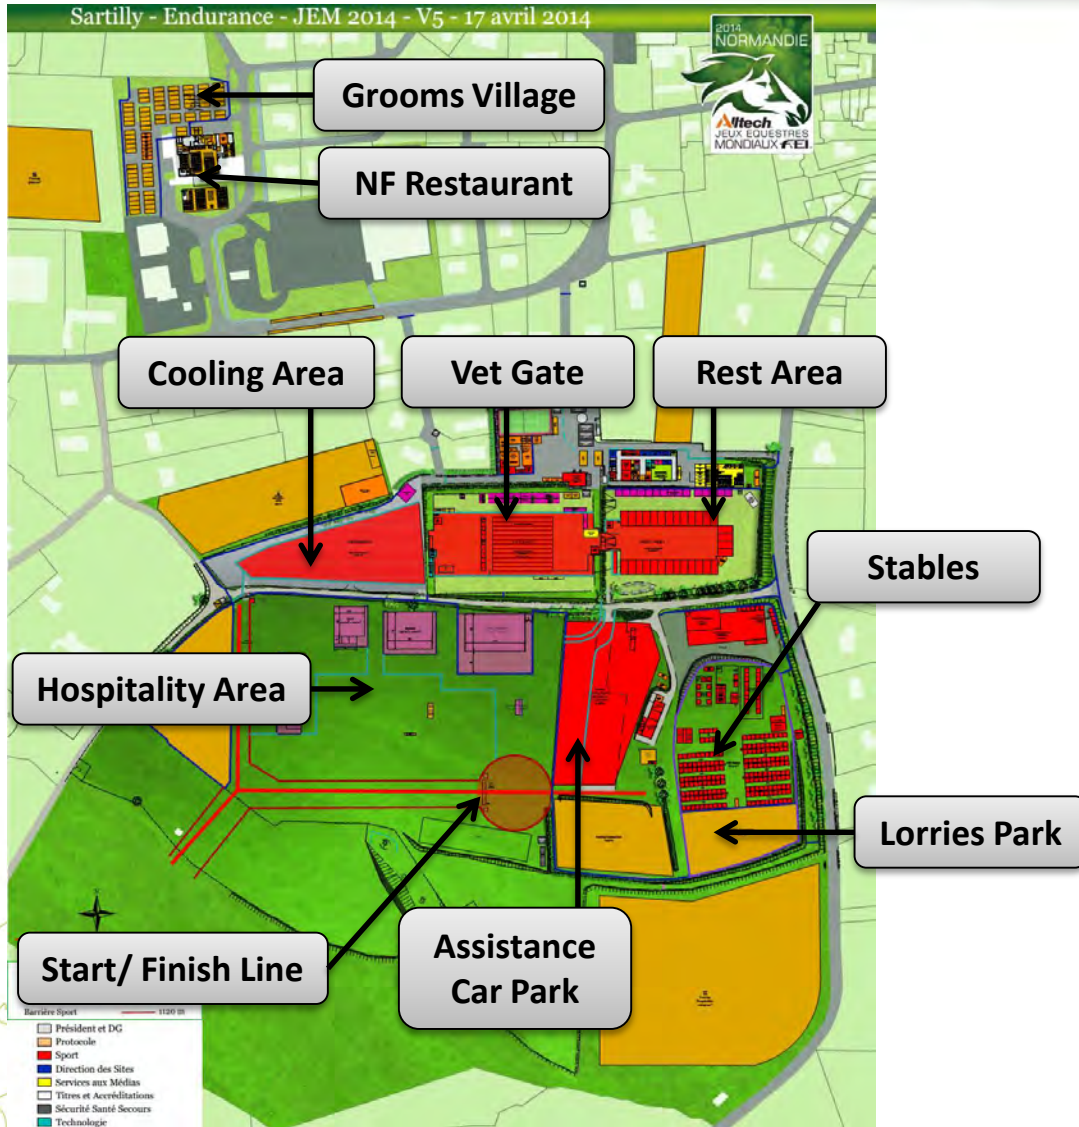 Sartilly - Endurance - JEM 2014 - V5 - 17 avril 2014
2014
NORMANDIE
Alltech
JEUX ÉQUESTRES
MONDIAUX FEI
Grooms Village
NF Restaurant
Cooling Area
Vet Gate
Rest Area
Stables
Hospitality Area
Lorries Park
Start/ Finish Line
Assistance
Car Park
Barrière Sport 1120 m
Président et DG
Protocole
Sport
Direction des Sites
Services aux Médias
Titres et Accréditations
Sécurité Santé Secours
Technologie